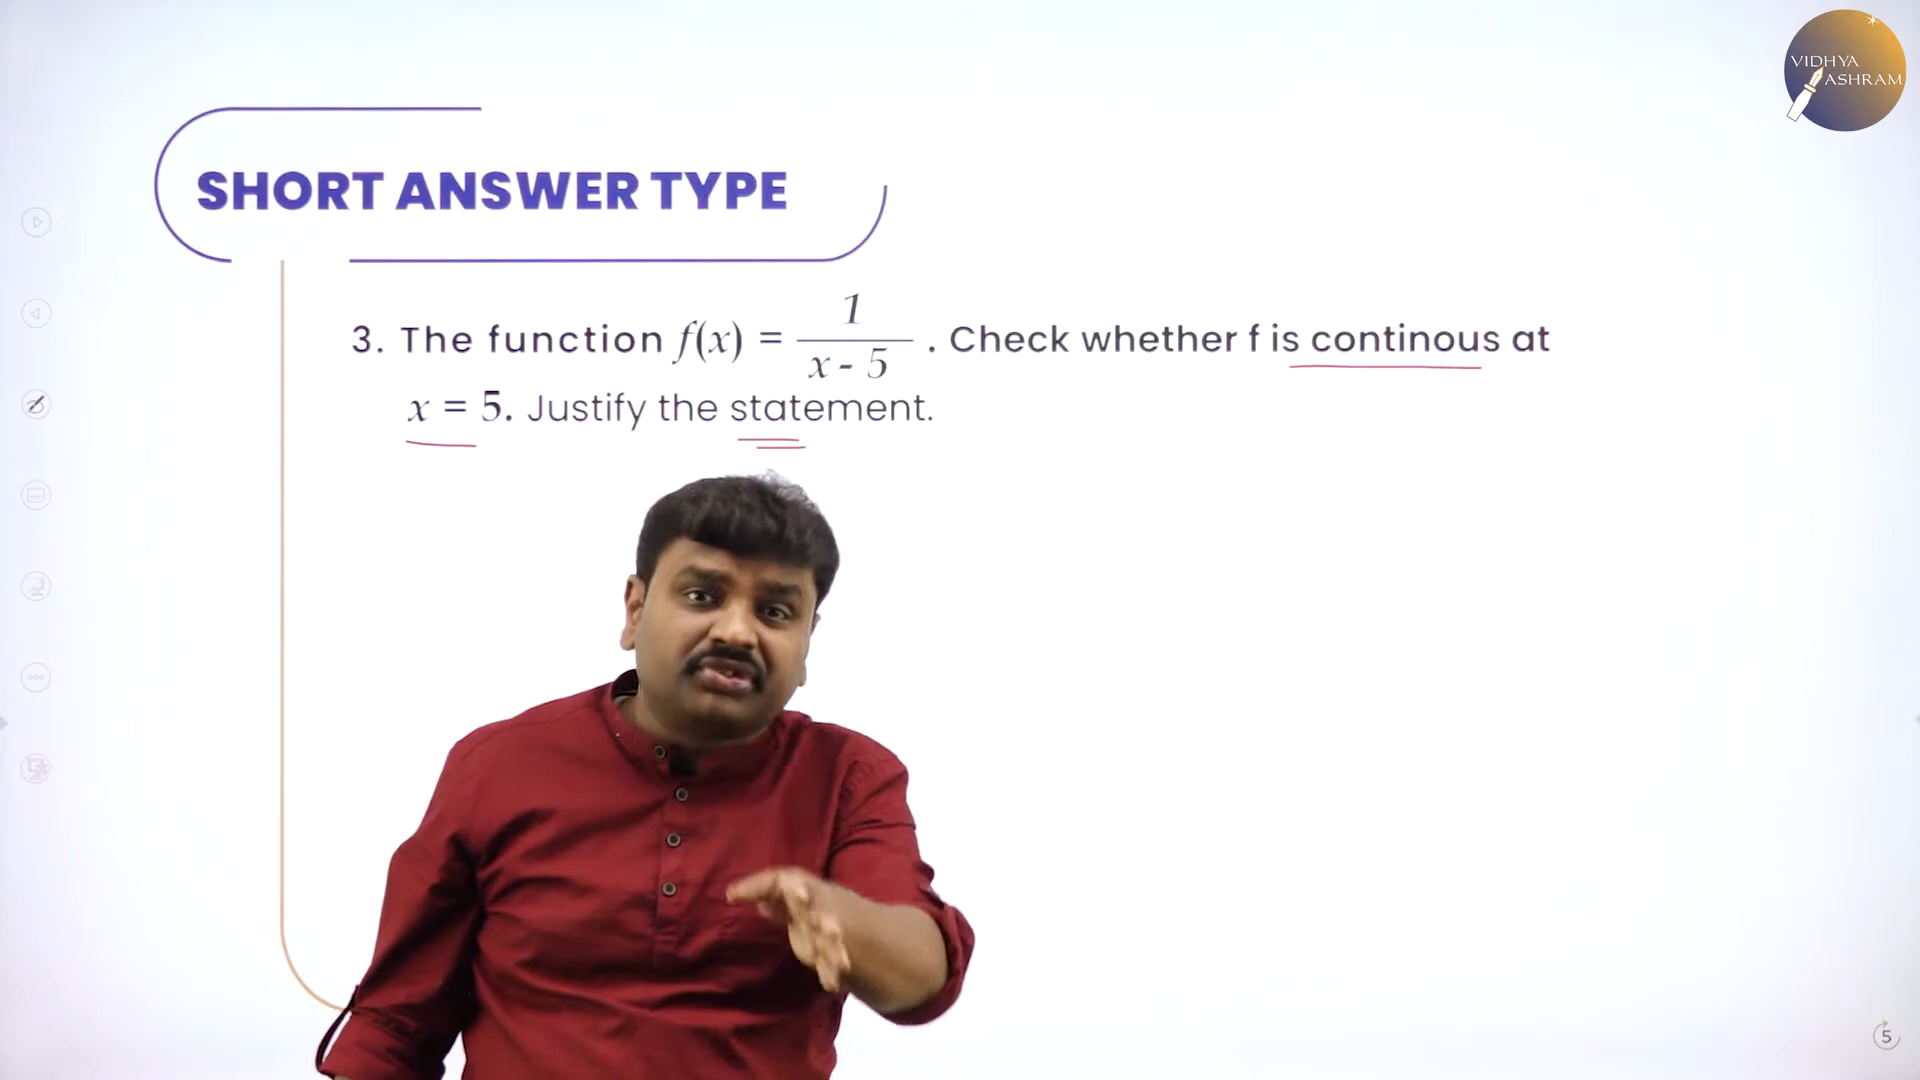 VIDHYA
ASHRAM
SHORT ANSWER TYPE
3. The function f(x) = 1 / x - 5 . Check whether f is continous at
x = 5. Justify the statement.
5